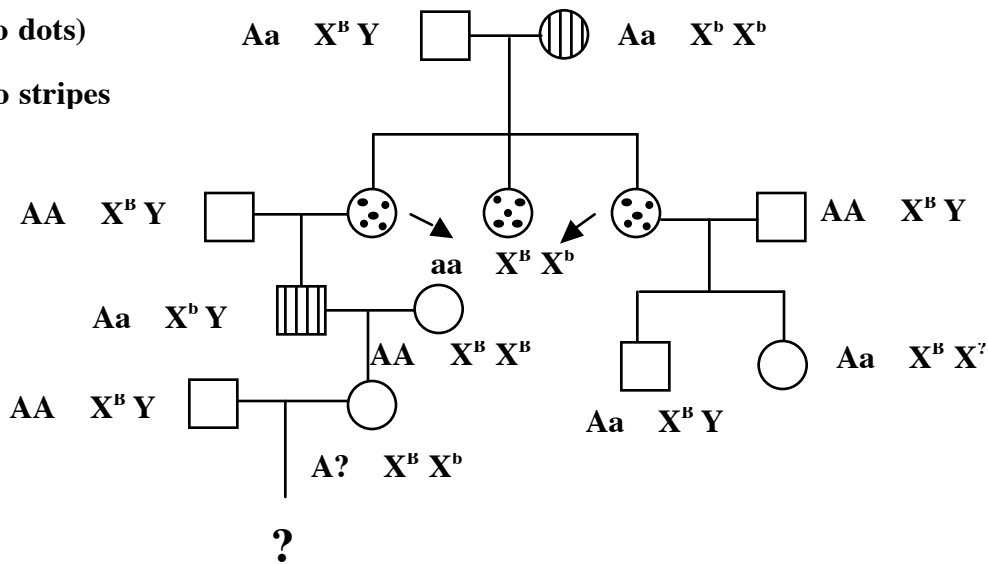 o dots)
Aa X^B Y
Aa X^b X^b
o stripes
AA X^B Y
AA X^B Y
aa X^B X^b
Aa X^b Y
AA X^B X^B
Aa X^B X^?
AA X^B Y
Aa X^B Y
A? X^B X^b
?